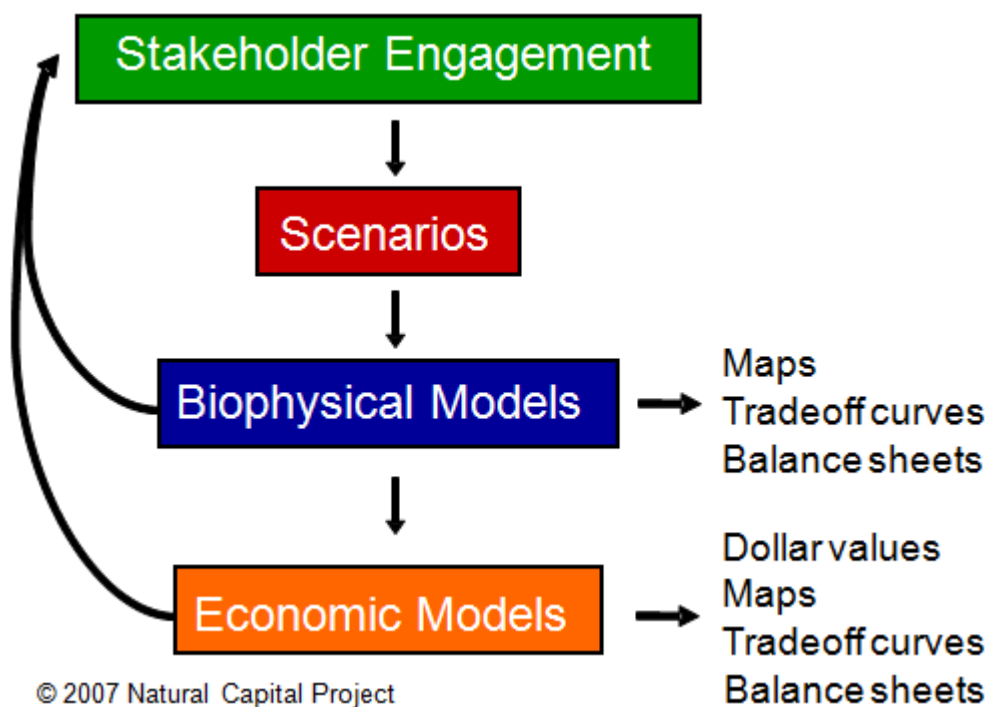 Stakeholder Engagement
Scenarios
Biophysical Models
Maps
Tradeoff curves
Balance sheets
Economic Models
Dollar values
Maps
Tradeoff curves
Balance sheets
© 2007 Natural Capital Project